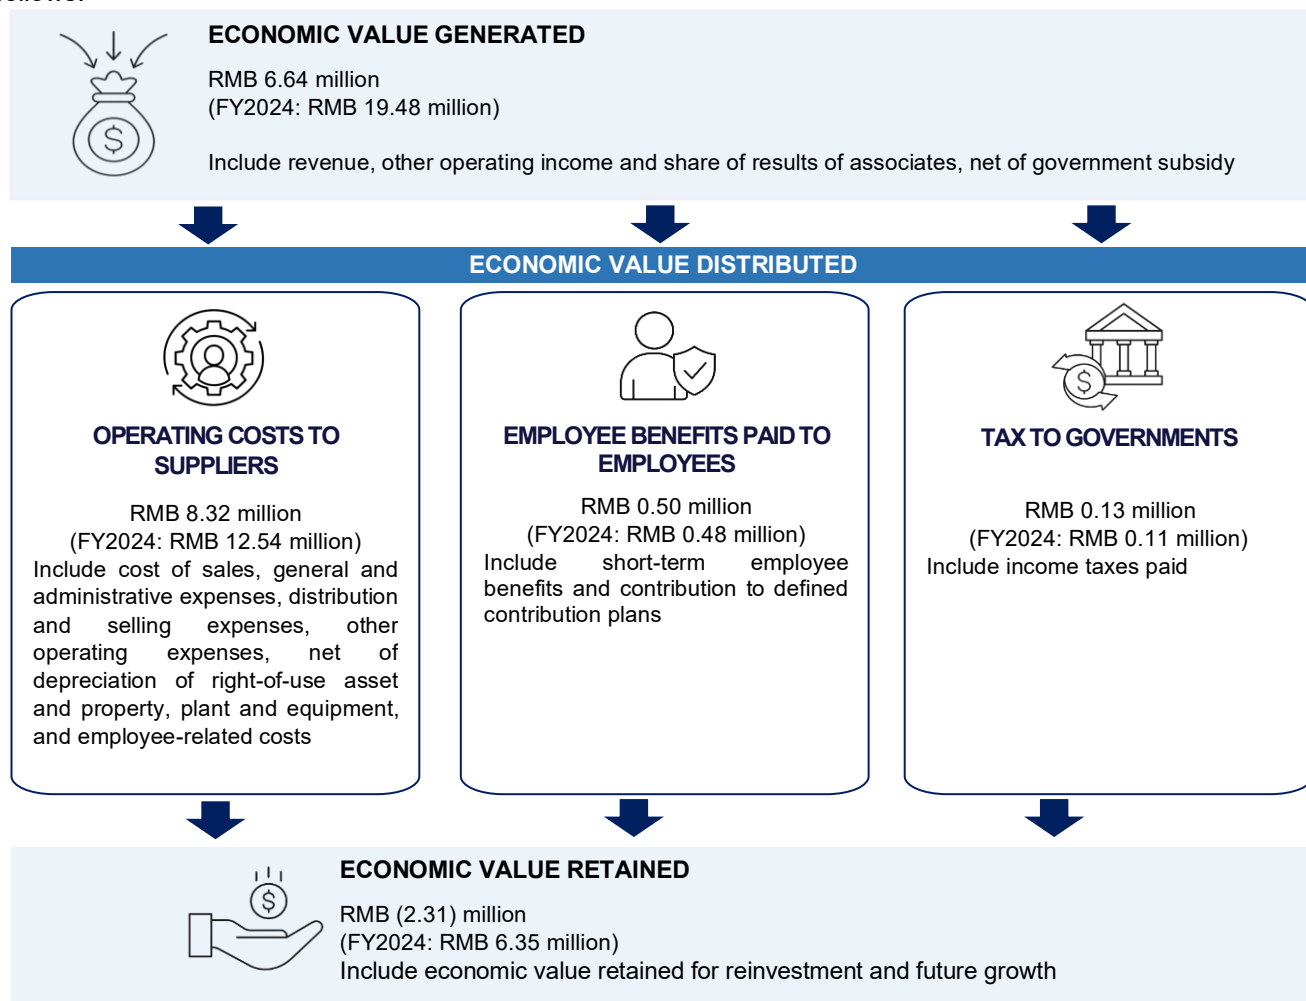 ECONOMIC VALUE GENERATED
RMB 6.64 million
(FY2024: RMB 19.48 million)
Include revenue, other operating income and share of results of associates, net of government subsidy
ECONOMIC VALUE DISTRIBUTED
OPERATING COSTS TO
SUPPLIERS
RMB 8.32 million
(FY2024: RMB 12.54 million)
Include cost of sales, general and
administrative expenses, distribution
and selling expenses, other
operating expenses, net of
depreciation of right-of-use asset
and property, plant and equipment,
and employee-related costs
EMPLOYEE BENEFITS PAID TO
EMPLOYEES
RMB 0.50 million
(FY2024: RMB 0.48 million)
Include short-term employee
benefits and contribution to defined
contribution plans
TAX TO GOVERNMENTS
RMB 0.13 million
(FY2024: RMB 0.11 million)
Include income taxes paid
ECONOMIC VALUE RETAINED
RMB (2.31) million
(FY2024: RMB 6.35 million)
Include economic value retained for reinvestment and future growth